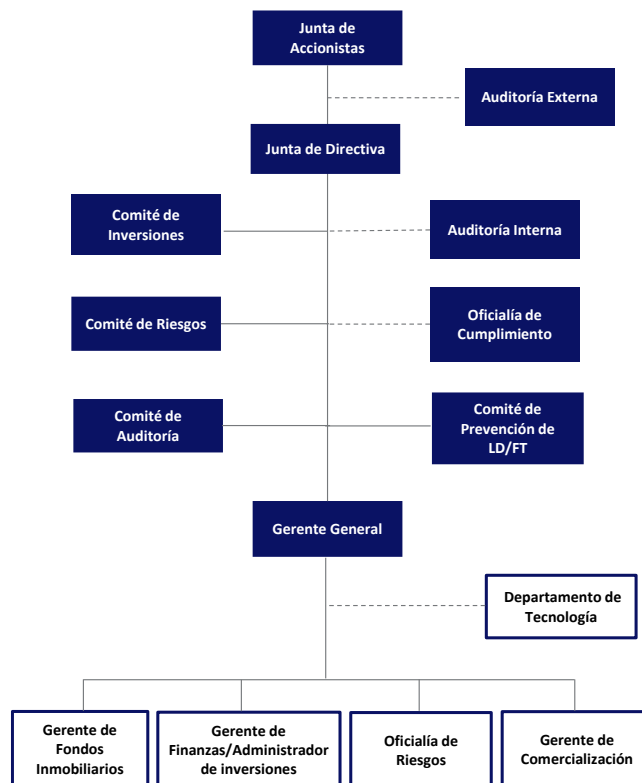 Junta de
Accionistas
Auditoría Externa
Junta de Directiva
Comité de
Inversiones
Auditoría Interna
Comité de Riesgos
Oficialía de
Cumplimiento
Comité de
Auditoría
Comité de
Prevención de
LD/FT
Gerente General
Departamento de
Tecnología
Gerente de
Fondos
Inmobiliarios
Gerente de
Finanzas/Administrador
de inversiones
Oficialía de
Riesgos
Gerente de
Comercialización